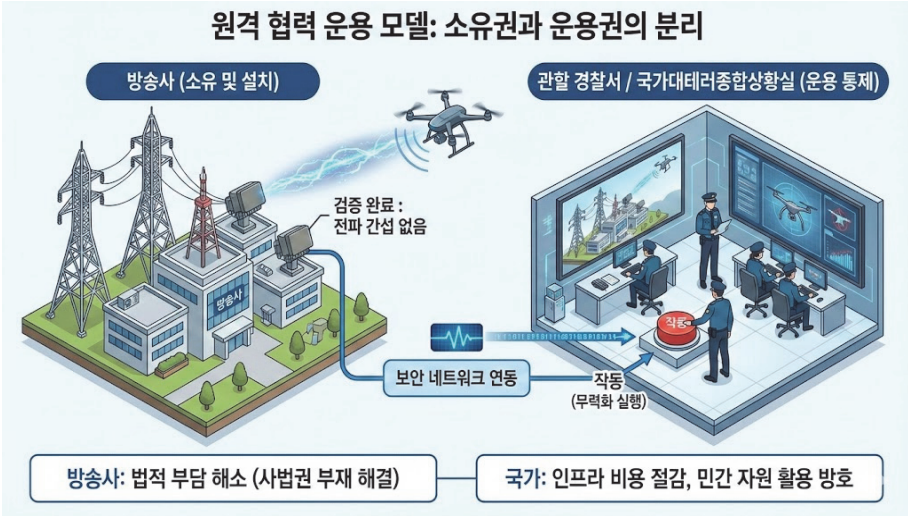 원격 협력 운용 모델: 소유권과 운용권의 분리
방송사 (소유 및 설치)
관할 경찰서 / 국가대테러종합상황실 (운용 통제)
검증 완료 :
전파 간섭 없음
방송사
작동
보안 네트워크 연동
작동
(무력화 실행)
방송사: 법적 부담 해소 (사법권 부재 해결)
국가: 인프라 비용 절감, 민간 자원 활용 방호